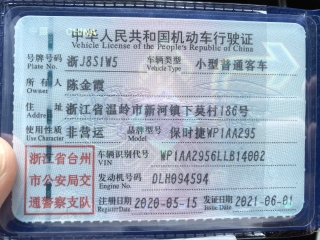 中华人民共和国机动车行驶证
Vehicle License of the People's Republic of China
号牌号码 Plate No. 浙J8S1W5 车辆类型 Vehicle Type 小型普通客车
所有人 Owner 陈金霞
住址 Address 浙江省温岭市新河镇下莫村186号
使用性质 Use Character 非营运 品牌型号 Model 保时捷WP1AA295
浙江省台州市公安局交通警察支队
车辆识别代号 VIN WP1AA2956LLB14002
发动机号码 Engine No. DLH094594
注册日期 Register Date 2020-05-15 发证日期 Issue Date 2021-06-01